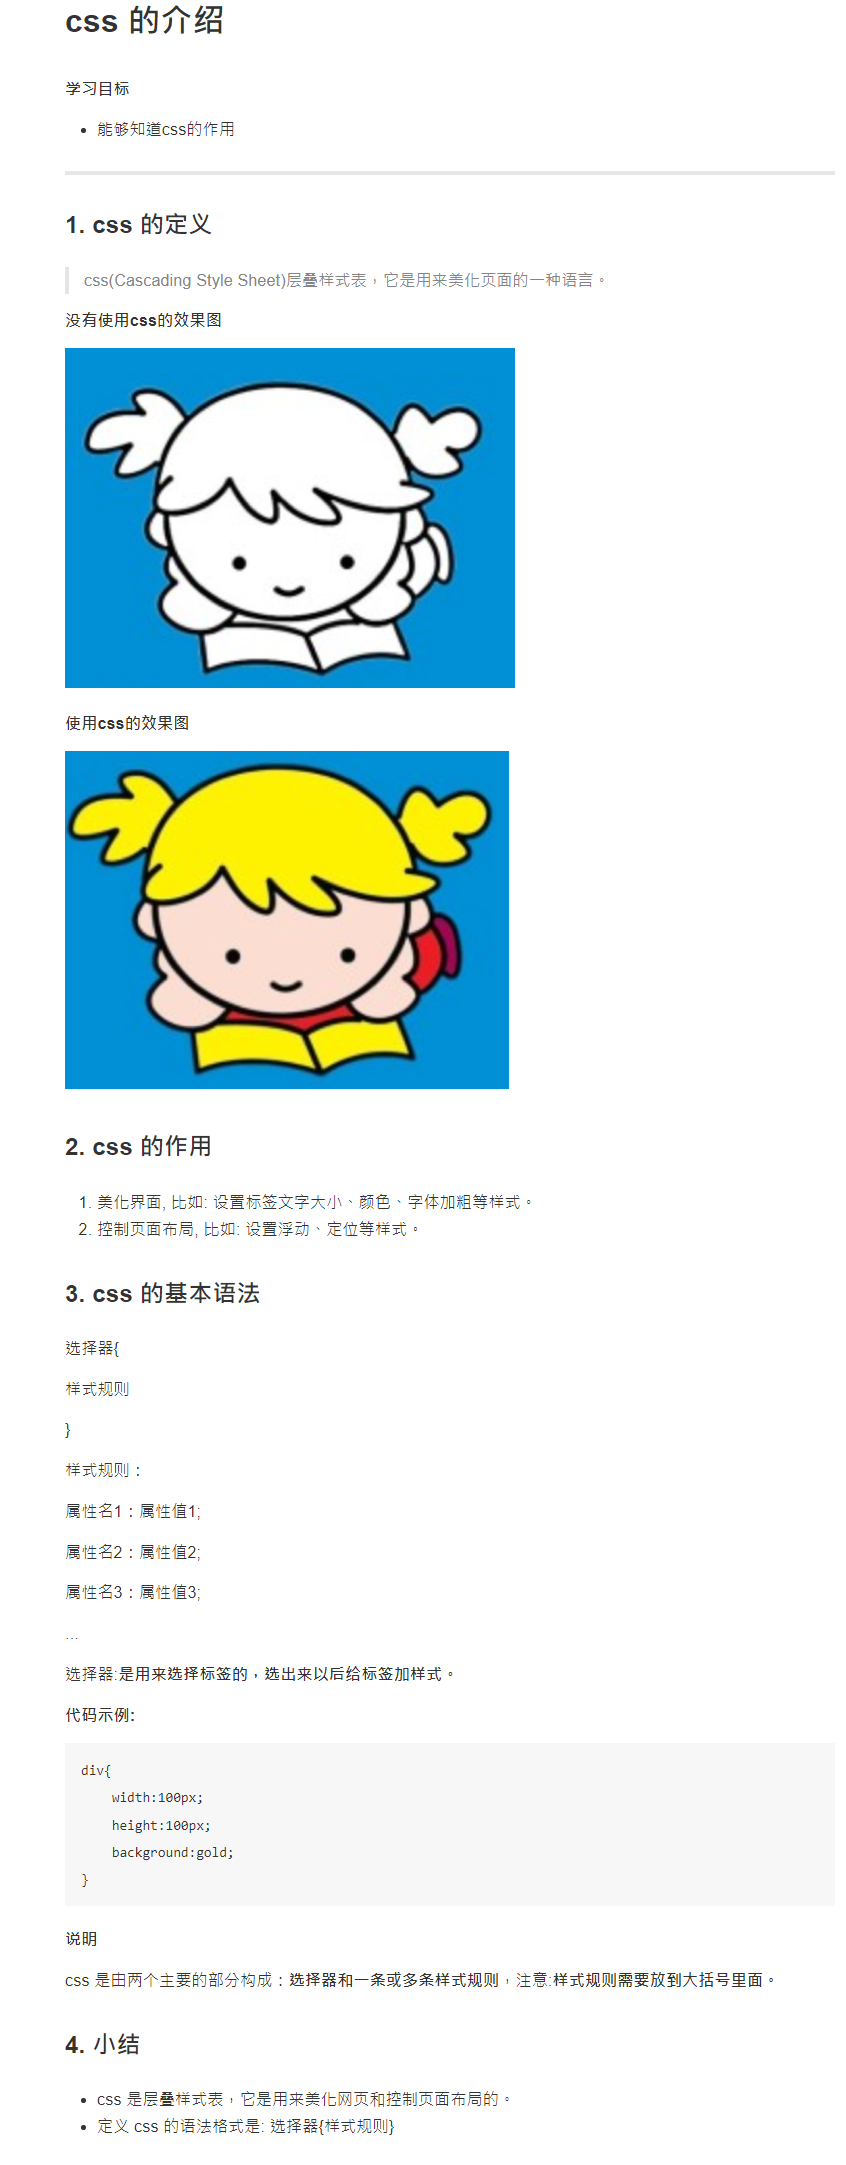 css 的介绍
学习目标
• 能够知道css的作用
1. css 的定义
css(Cascading Style Sheet)层叠样式表，它是用来美化页面的一种语言。
没有使用css的效果图
使用css的效果图
2. css 的作用
1. 美化界面, 比如: 设置标签文字大小、颜色、字体加粗等样式。
2. 控制页面布局, 比如: 设置浮动、定位等样式。
3. css 的基本语法
选择器{
样式规则
}
样式规则：
属性名1：属性值1;
属性名2：属性值2;
属性名3：属性值3;
...
选择器:是用来选择标签的，选出来以后给标签加样式。
代码示例:
div{
    width:100px;
    height:100px;
    background:gold;
}
说明
css 是由两个主要的部分构成：选择器和一条或多条样式规则，注意:样式规则需要放到大括号里面。
4. 小结
• css 是层叠样式表，它是用来美化网页和控制页面布局的。
• 定义 css 的语法格式是: 选择器{样式规则}